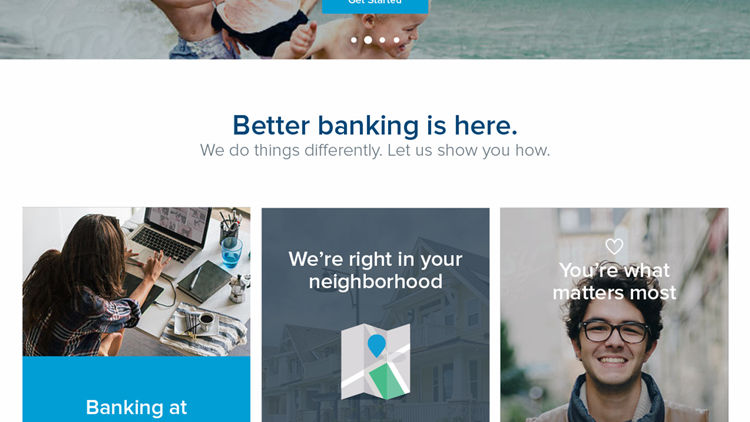 Get Started
Better banking is here.
We do things differently. Let us show you how.
We're right in your
neighborhood
You're what
matters most
Banking at